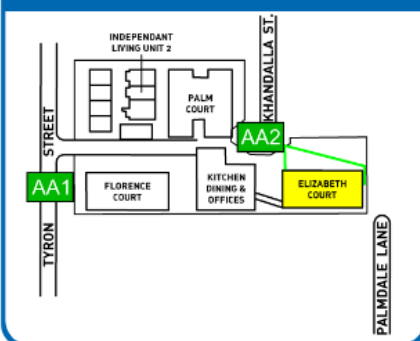 INDEPENDANT
LIVING UNIT 2
KHANDALLA ST.
PALM
COURT
STREET
AA2
AA1
FLORENCE
COURT
KITCHEN
DINING &
OFFICES
ELIZABETH
COURT
TYRON
PALMDALE LANE